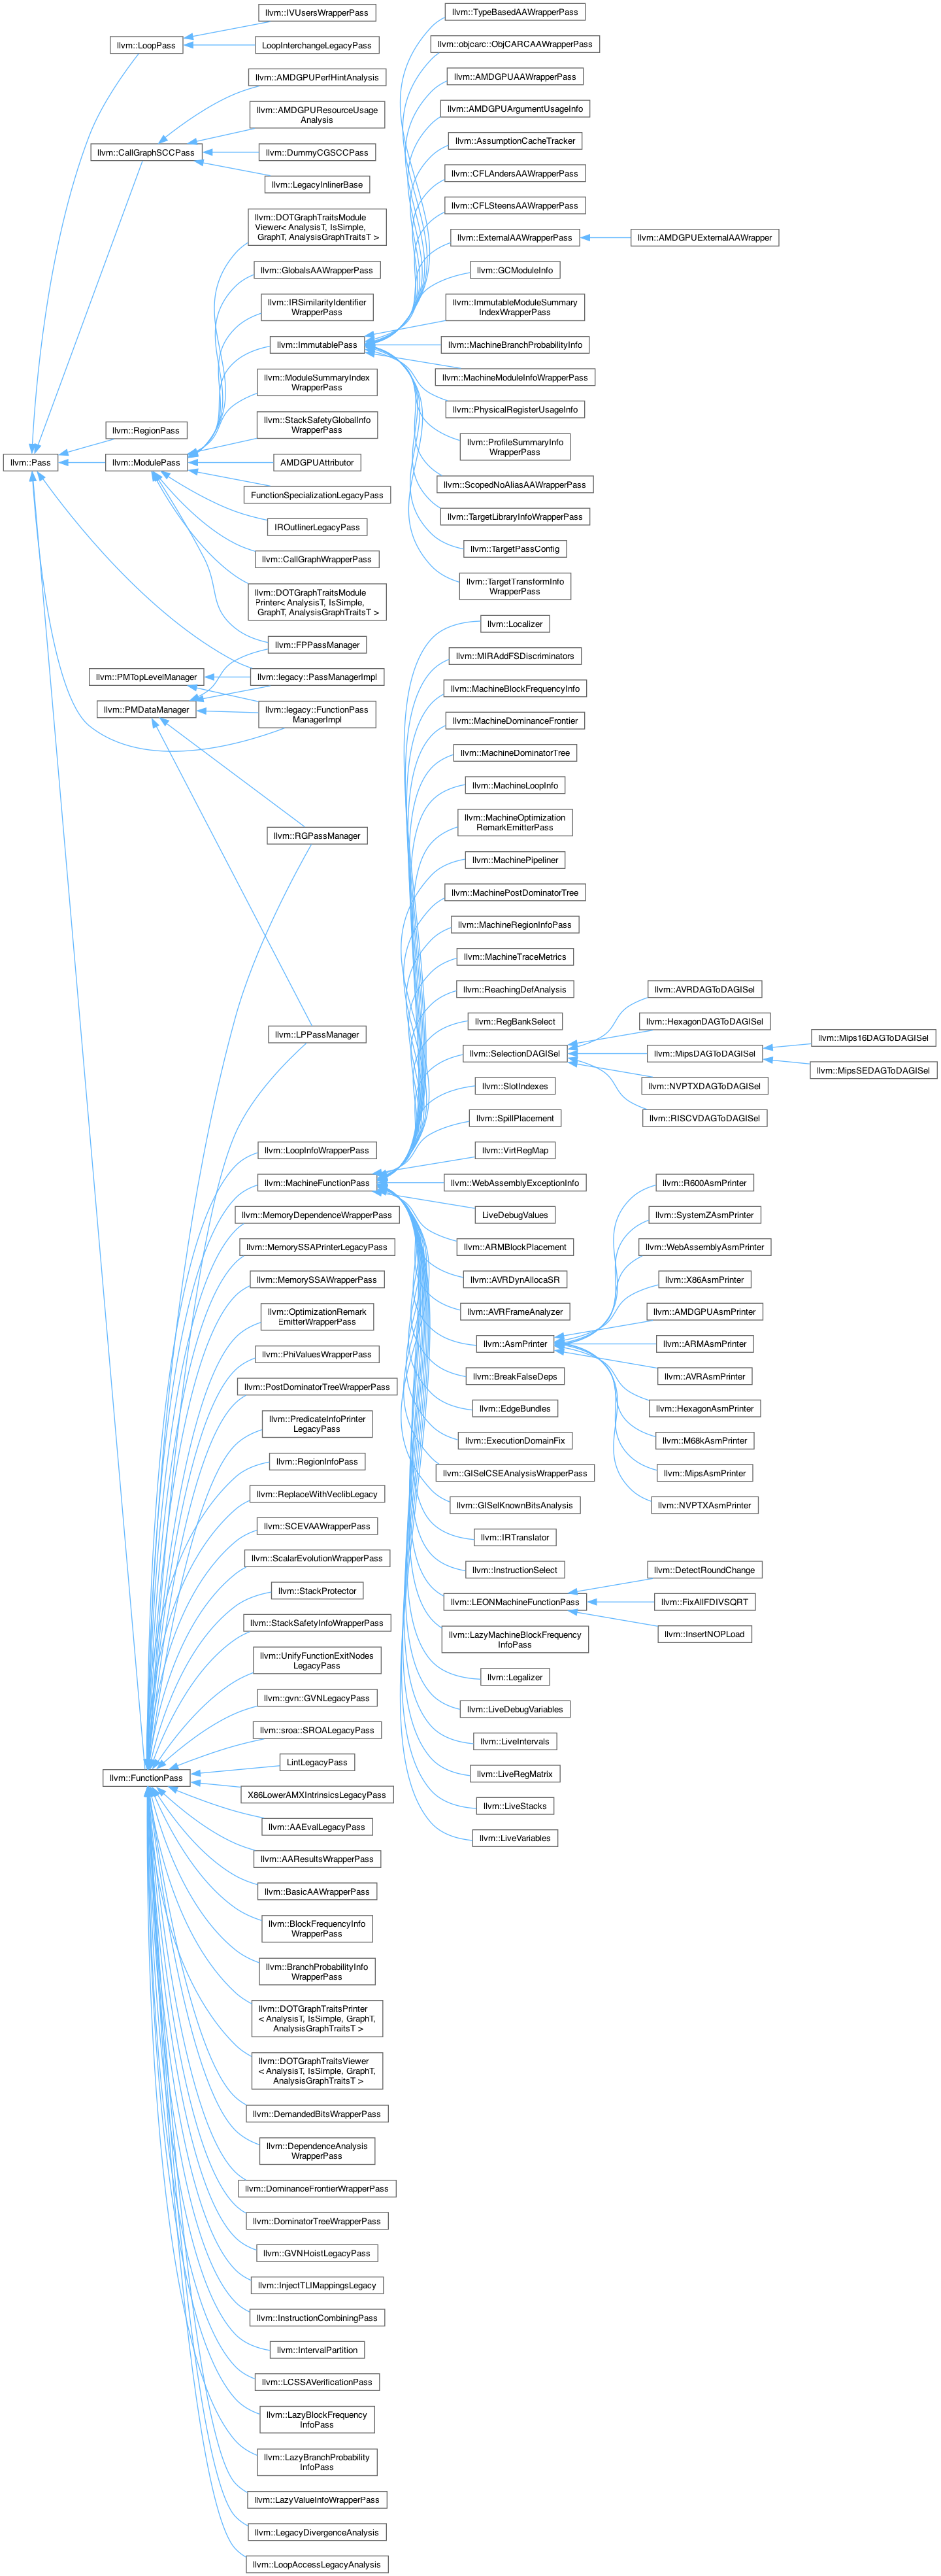 llvm::Pass
llvm::LoopPass
llvm::IVUsersWrapperPass
LoopInterchangeLegacyPass
llvm::CallGraphSCCPass
llvm::AMDGPUPerfHintAnalysis
llvm::AMDGPUResourceUsage
Analysis
llvm::DummyCGSCCPass
llvm::LegacyInlinerBase
llvm::RegionPass
llvm::ModulePass
llvm::DOTGraphTraitsModule
Viewer< AnalysisT, IsSimple,
GraphT, AnalysisGraphTraitsT >
llvm::GlobalsAAWrapperPass
llvm::IRSimilarityIdentifier
WrapperPass
llvm::ImmutablePass
llvm::ModuleSummaryIndex
WrapperPass
llvm::StackSafetyGlobalInfo
WrapperPass
AMDGPUAttributor
FunctionSpecializationLegacyPass
IROutlinerLegacyPass
llvm::CallGraphWrapperPass
llvm::DOTGraphTraitsModule
Printer< AnalysisT, IsSimple,
GraphT, AnalysisGraphTraitsT >
llvm::FPPassManager
llvm::PMTopLevelManager
llvm::legacy::PassManagerImpl
llvm::PMDataManager
llvm::legacy::FunctionPass
ManagerImpl
llvm::RGPassManager
llvm::LPPassManager
llvm::TypeBasedAAWrapperPass
llvm::objcarc::ObjCARCAAWrapperPass
llvm::AMDGPUAAWrapperPass
llvm::AMDGPUArgumentUsageInfo
llvm::AssumptionCacheTracker
llvm::CFLAndersAAWrapperPass
llvm::CFLSteensAAWrapperPass
llvm::ExternalAAWrapperPass
llvm::AMDGPUExternalAAWrapper
llvm::GCModuleInfo
llvm::ImmutableModuleSummary
IndexWrapperPass
llvm::MachineBranchProbabilityInfo
llvm::MachineModuleInfoWrapperPass
llvm::PhysicalRegisterUsageInfo
llvm::ProfileSummaryInfo
WrapperPass
llvm::ScopedNoAliasAAWrapperPass
llvm::TargetLibraryInfoWrapperPass
llvm::TargetPassConfig
llvm::TargetTransformInfo
WrapperPass
llvm::FunctionPass
llvm::LoopInfoWrapperPass
llvm::MachineFunctionPass
llvm::MemoryDependenceWrapperPass
llvm::MemorySSAPrinterLegacyPass
llvm::MemorySSAWrapperPass
llvm::OptimizationRemark
EmitterWrapperPass
llvm::PhiValuesWrapperPass
llvm::PostDominatorTreeWrapperPass
llvm::PredicateInfoPrinter
LegacyPass
llvm::RegionInfoPass
llvm::ReplaceWithVeclibLegacy
llvm::SCEVAAWrapperPass
llvm::ScalarEvolutionWrapperPass
llvm::StackProtector
llvm::StackSafetyInfoWrapperPass
llvm::UnifyFunctionExitNodes
LegacyPass
llvm::gvn::GVNLegacyPass
llvm::sroa::SROALegacyPass
LintLegacyPass
X86LowerAMXIntrinsicsLegacyPass
llvm::AAEvalLegacyPass
llvm::AAResultsWrapperPass
llvm::BasicAAWrapperPass
llvm::BlockFrequencyInfo
WrapperPass
llvm::BranchProbabilityInfo
WrapperPass
llvm::DOTGraphTraitsPrinter
< AnalysisT, IsSimple, GraphT,
AnalysisGraphTraitsT >
llvm::DOTGraphTraitsViewer
< AnalysisT, IsSimple, GraphT,
AnalysisGraphTraitsT >
llvm::DemandedBitsWrapperPass
llvm::DependenceAnalysis
WrapperPass
llvm::DominanceFrontierWrapperPass
llvm::DominatorTreeWrapperPass
llvm::GVNHoistLegacyPass
llvm::InjectTLIMappingsLegacy
llvm::InstructionCombiningPass
llvm::IntervalPartition
llvm::LCSSAVerificationPass
llvm::LazyBlockFrequency
InfoPass
llvm::LazyBranchProbability
InfoPass
llvm::LazyValueInfoWrapperPass
llvm::LegacyDivergenceAnalysis
llvm::LoopAccessLegacyAnalysis
llvm::Localizer
llvm::MIRAddFSDiscriminators
llvm::MachineBlockFrequencyInfo
llvm::MachineDominanceFrontier
llvm::MachineDominatorTree
llvm::MachineLoopInfo
llvm::MachineOptimization
RemarkEmitterPass
llvm::MachinePipeliner
llvm::MachinePostDominatorTree
llvm::MachineRegionInfoPass
llvm::MachineTraceMetrics
llvm::ReachingDefAnalysis
llvm::RegBankSelect
llvm::SelectionDAGISel
llvm::AVRDAGToDAGISel
llvm::HexagonDAGToDAGISel
llvm::MipsDAGToDAGISel
llvm::Mips16DAGToDAGISel
llvm::MipsSEDAGToDAGISel
llvm::NVPTXDAGToDAGISel
llvm::RISCVDAGToDAGISel
llvm::SlotIndexes
llvm::SpillPlacement
llvm::VirtRegMap
llvm::WebAssemblyExceptionInfo
LiveDebugValues
llvm::ARMBlockPlacement
llvm::AVRDynAllocaSR
llvm::AVRFrameAnalyzer
llvm::AsmPrinter
llvm::R600AsmPrinter
llvm::SystemZAsmPrinter
llvm::WebAssemblyAsmPrinter
llvm::X86AsmPrinter
llvm::AMDGPUAsmPrinter
llvm::ARMAsmPrinter
llvm::AVRAsmPrinter
llvm::HexagonAsmPrinter
llvm::M68kAsmPrinter
llvm::MipsAsmPrinter
llvm::NVPTXAsmPrinter
llvm::BreakFalseDeps
llvm::EdgeBundles
llvm::ExecutionDomainFix
llvm::GISelCSEAnalysisWrapperPass
llvm::GISelKnownBitsAnalysis
llvm::IRTranslator
llvm::InstructionSelect
llvm::LEONMachineFunctionPass
llvm::DetectRoundChange
llvm::FixAllFDIVSQRT
llvm::InsertNOPLoad
llvm::LazyMachineBlockFrequency
InfoPass
llvm::Legalizer
llvm::LiveDebugVariables
llvm::LiveIntervals
llvm::LiveRegMatrix
llvm::LiveStacks
llvm::LiveVariables